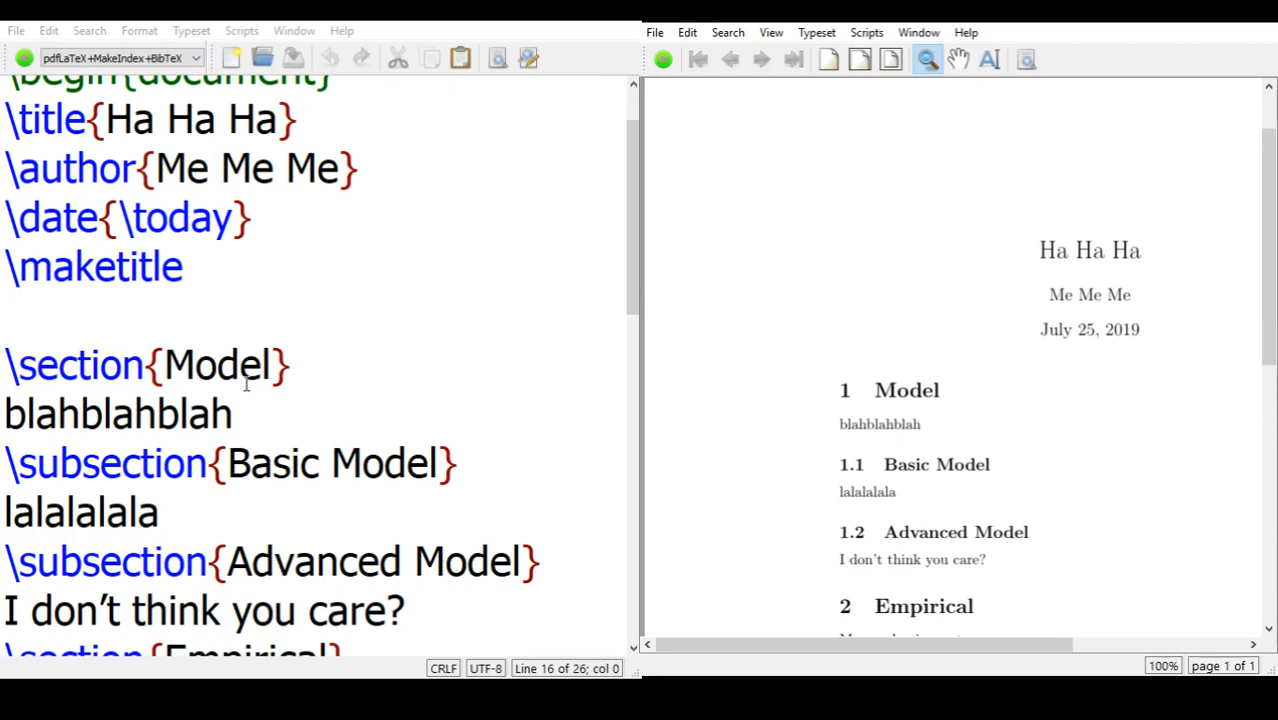 File Edit Search Format Typeset Scripts Window Help
pdfLaTeX+MakeIndex+BibTeX
\begin{document}
\title{Ha Ha Ha}
\author{Me Me Me}
\date{\today}
\maketitle
\section{Model}
blahblahblah
\subsection{Basic Model}
lalalalala
\subsection{Advanced Model}
I don’t think you care?
\section{Empirical}
CRLF UTF-8 Line 16 of 26; col 0
File Edit Search View Typeset Scripts Window Help
Ha Ha Ha
Me Me Me
July 25, 2019
1 Model
blahblahblah
1.1 Basic Model
lalalalala
1.2 Advanced Model
I don’t think you care?
2 Empirical
100% page 1 of 1